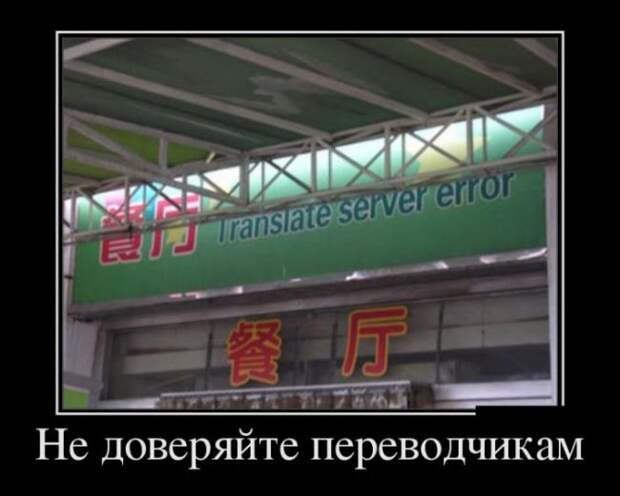 餐厅 Translate server error
餐厅
Не доверяйте переводчикам